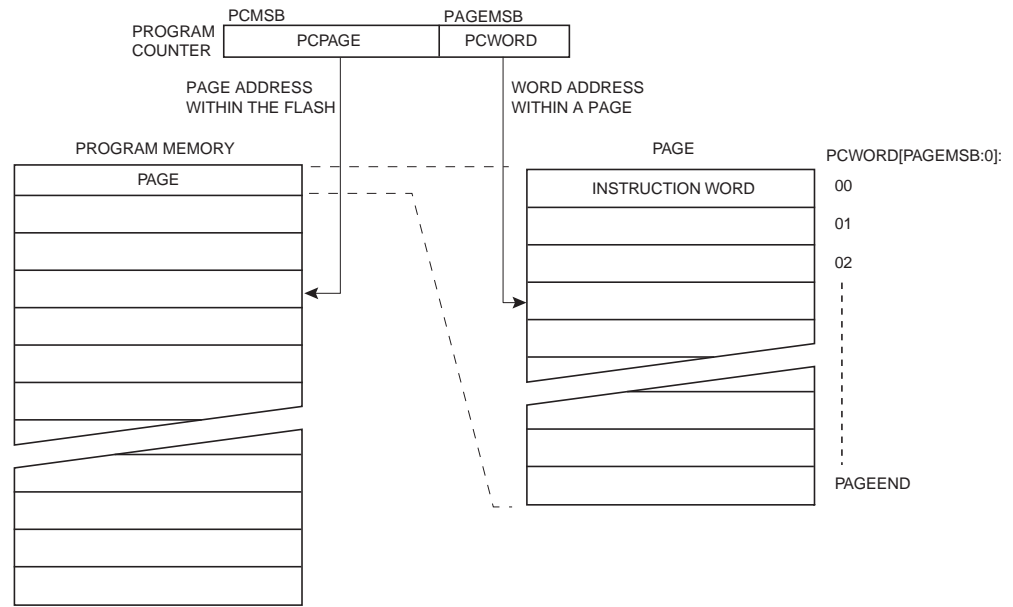 PCMSB PAGEMSB
PROGRAM
COUNTER
PCPAGE PCWORD
PAGE ADDRESS
WITHIN THE FLASH
WORD ADDRESS
WITHIN A PAGE
PROGRAM MEMORY
PAGE
PAGE
PCWORD[PAGEMSB:0]:
INSTRUCTION WORD
00
01
02
PAGEEND